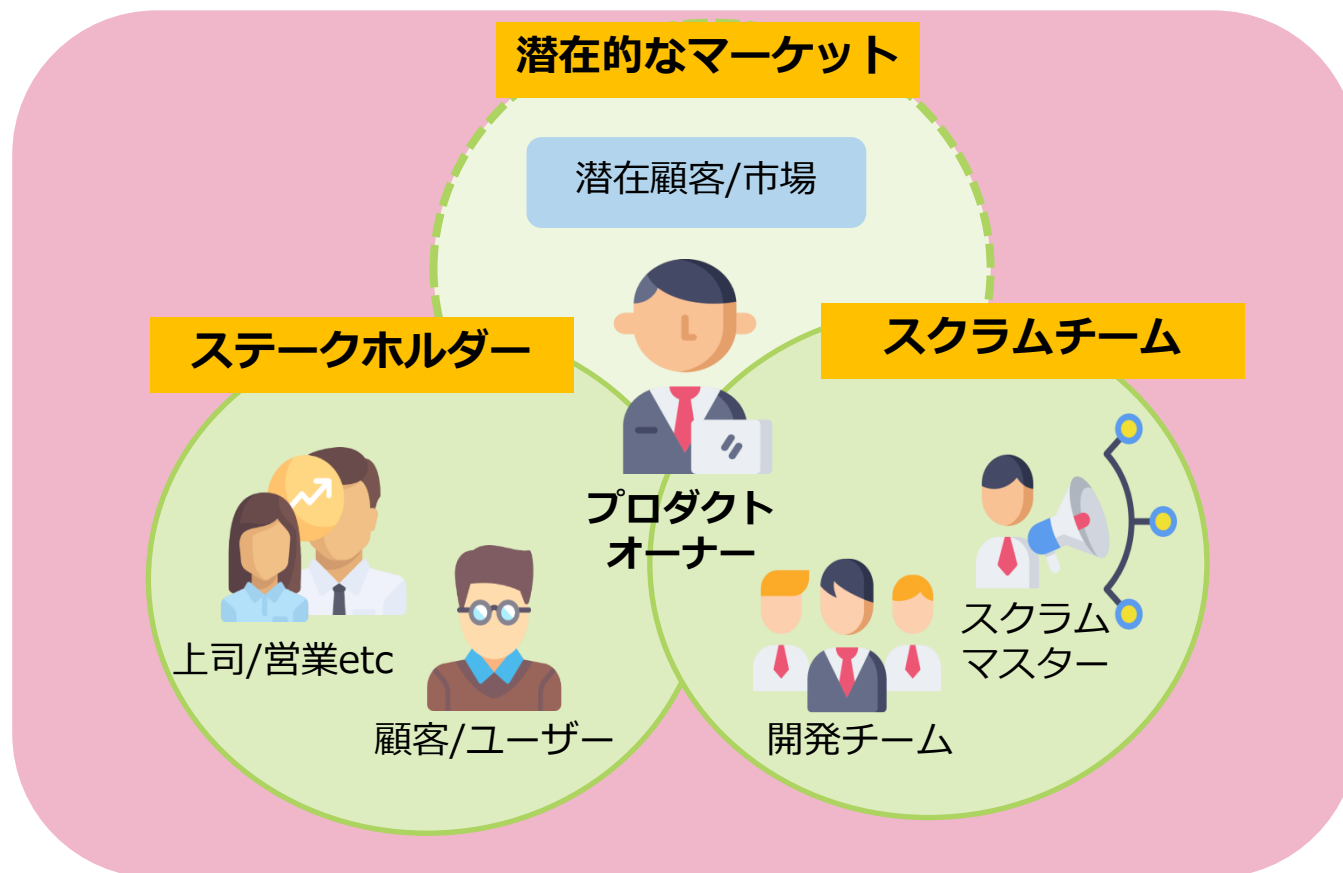 潜在的なマーケット
潜在顧客/市場
ステークホルダー
スクラムチーム
プロダクト
オーナー
上司/営業etc
顧客/ユーザー
開発チーム
スクラム
マスター